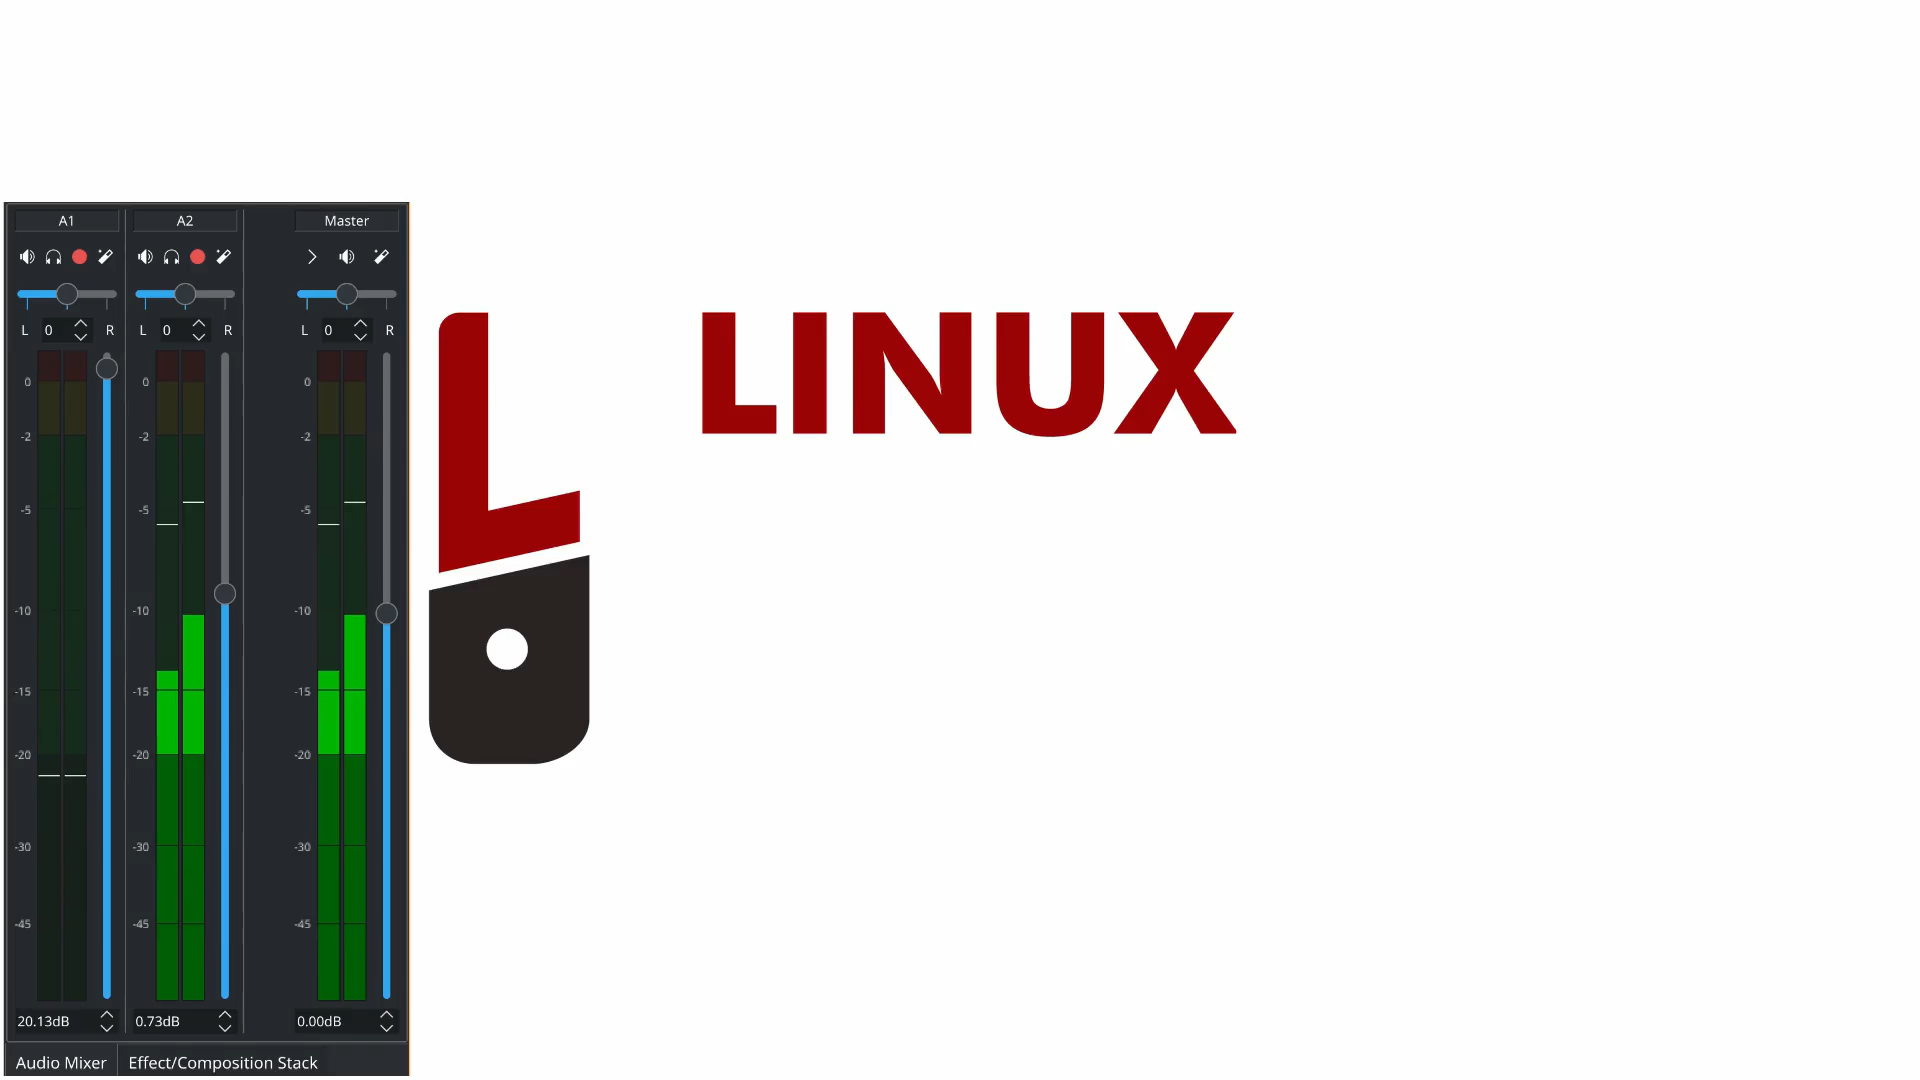 A1 A2 Master
LINUX
L 0 R L 0 R L 0 R
0 0 0
-2 -2 -2
-5 -5 -5
-10 -10 -10
-15 -15 -15
-20 -20 -20
-30 -30 -30
-45 -45 -45
20.13dB 0.73dB 0.00dB
Audio Mixer Effect/Composition Stack